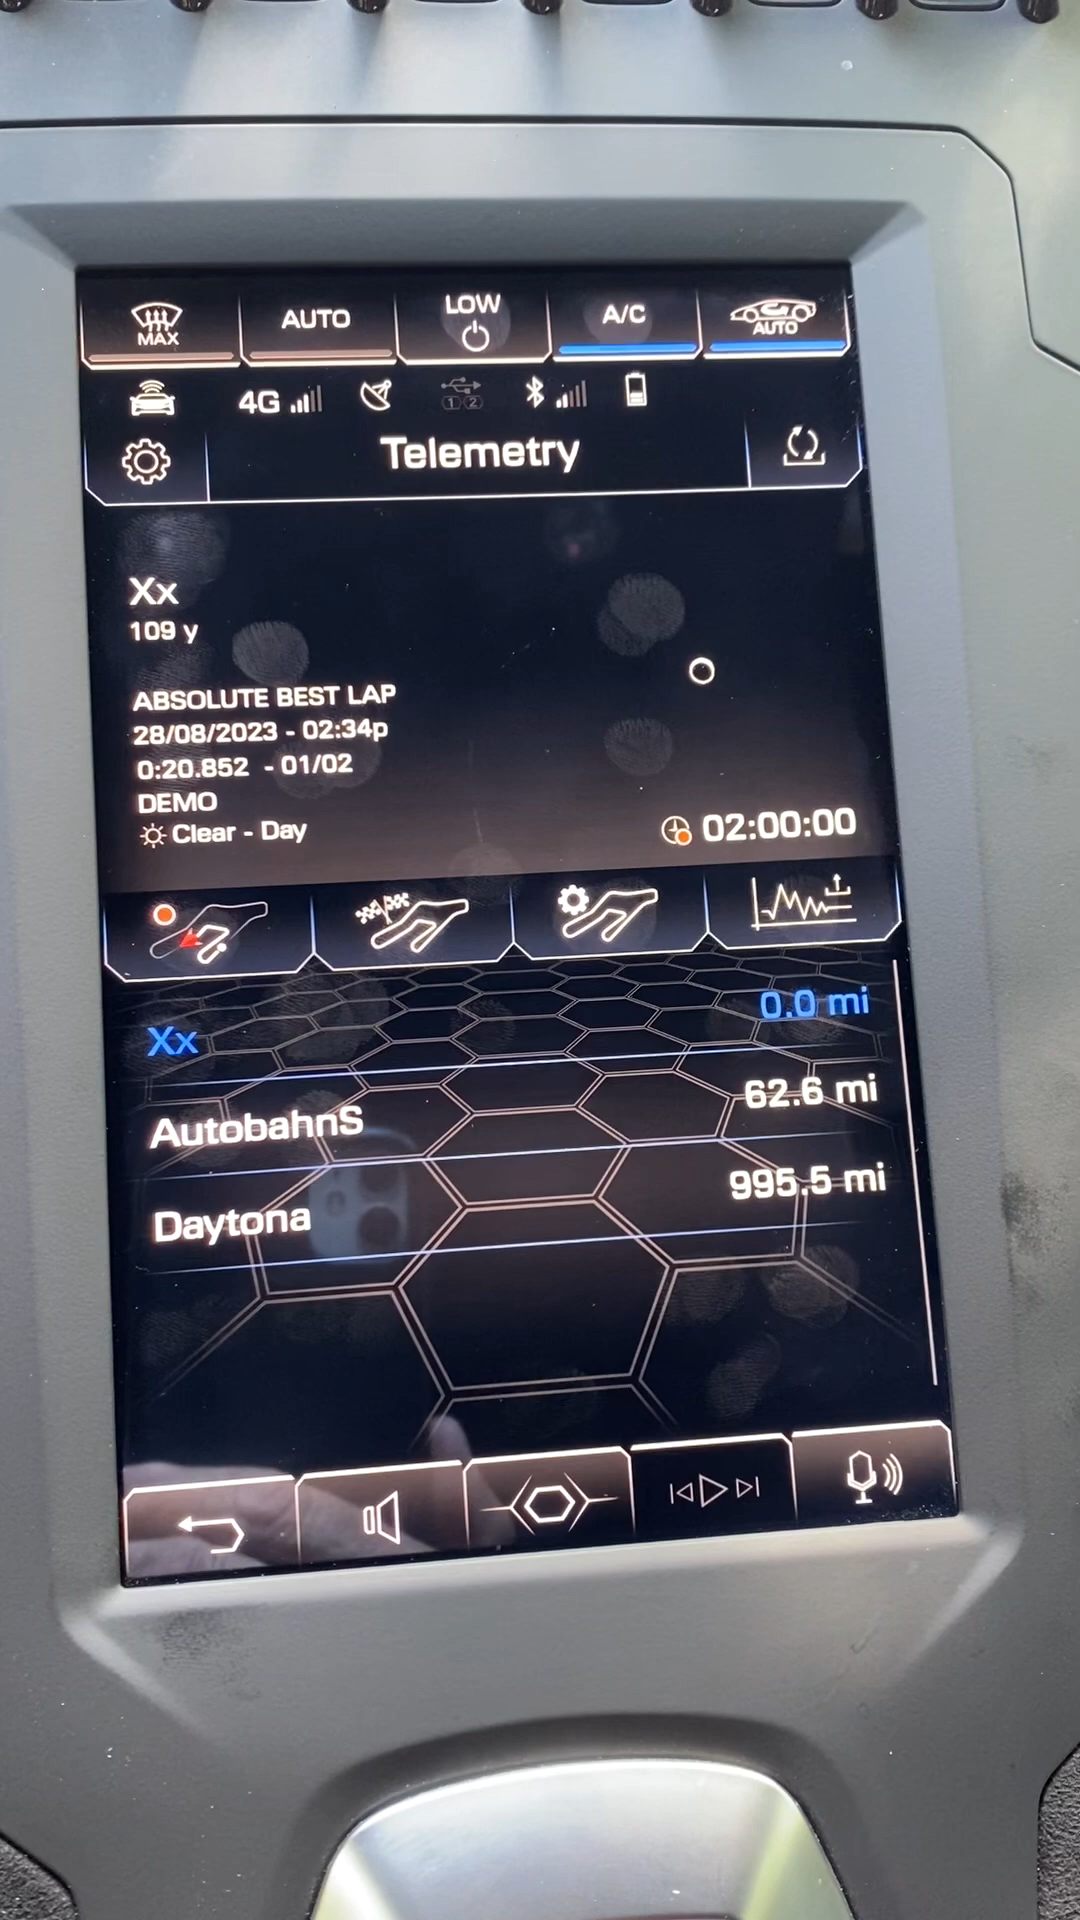 MAX
AUTO
LOW
A/C
AUTO
4G
1 2
Telemetry
Xx
109 y
ABSOLUTE BEST LAP
28/08/2023 - 02:34p
0:20.852 - 01/02
DEMO
Clear - Day
02:00:00
Xx
0.0 mi
AutobahnS
62.6 mi
Daytona
995.5 mi